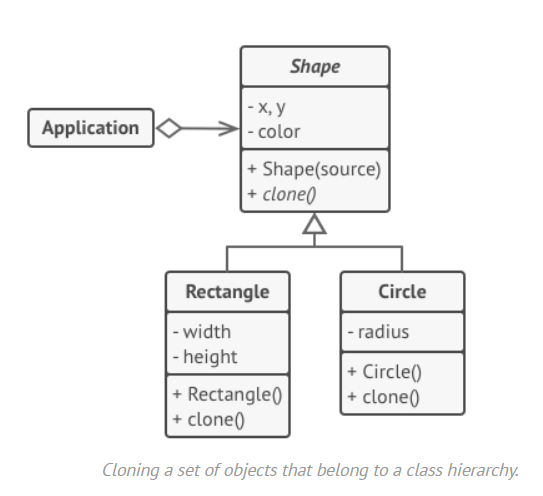 Shape
- x, y
- color
+ Shape(source)
+ clone()
Application
Rectangle
- width
- height
+ Rectangle()
+ clone()
Circle
- radius
+ Circle()
+ clone()
Cloning a set of objects that belong to a class hierarchy.